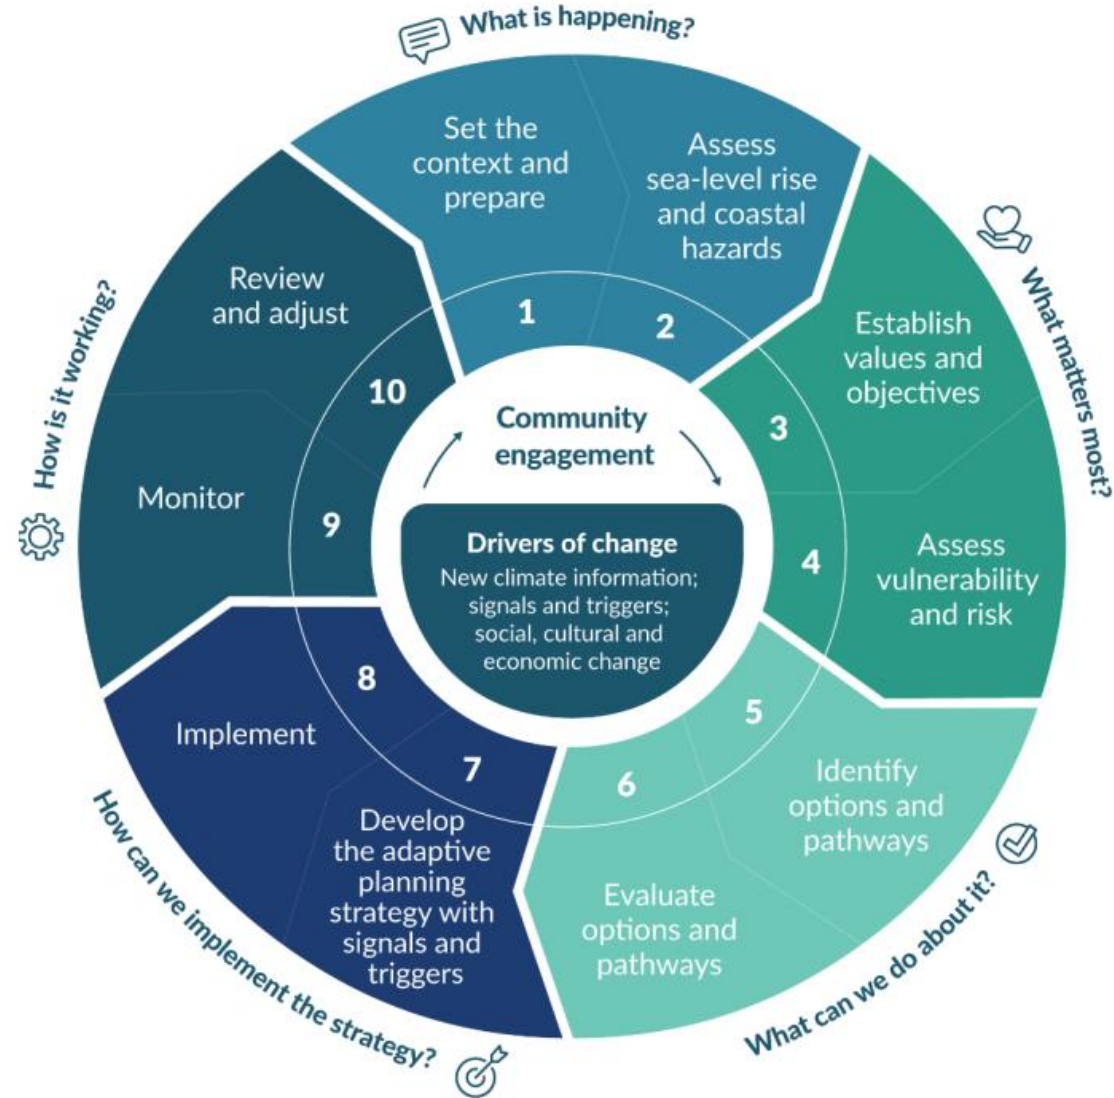 What is happening?
Set the
context and
prepare
1
Assess
sea-level rise
and coastal
hazards
2
What matters most?
Establish
values and
objectives
3
Assess
vulnerability
and risk
4
What can we do about it?
Identify
options and
pathways
5
Evaluate
options and
pathways
6
How can we implement the strategy?
Develop
the adaptive
planning
strategy with
signals and
triggers
7
Implement
8
How is it working?
Monitor
9
Review
and adjust
10
Community
engagement
Drivers of change
New climate information;
signals and triggers;
social, cultural and
economic change